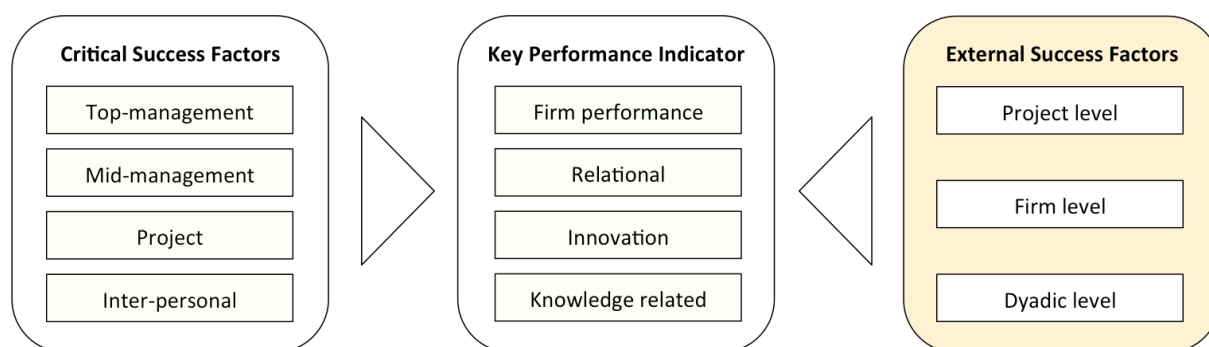 Critical Success Factors
Top-management
Mid-management
Project
Inter-personal
Key Performance Indicator
Firm performance
Relational
Innovation
Knowledge related
External Success Factors
Project level
Firm level
Dyadic level